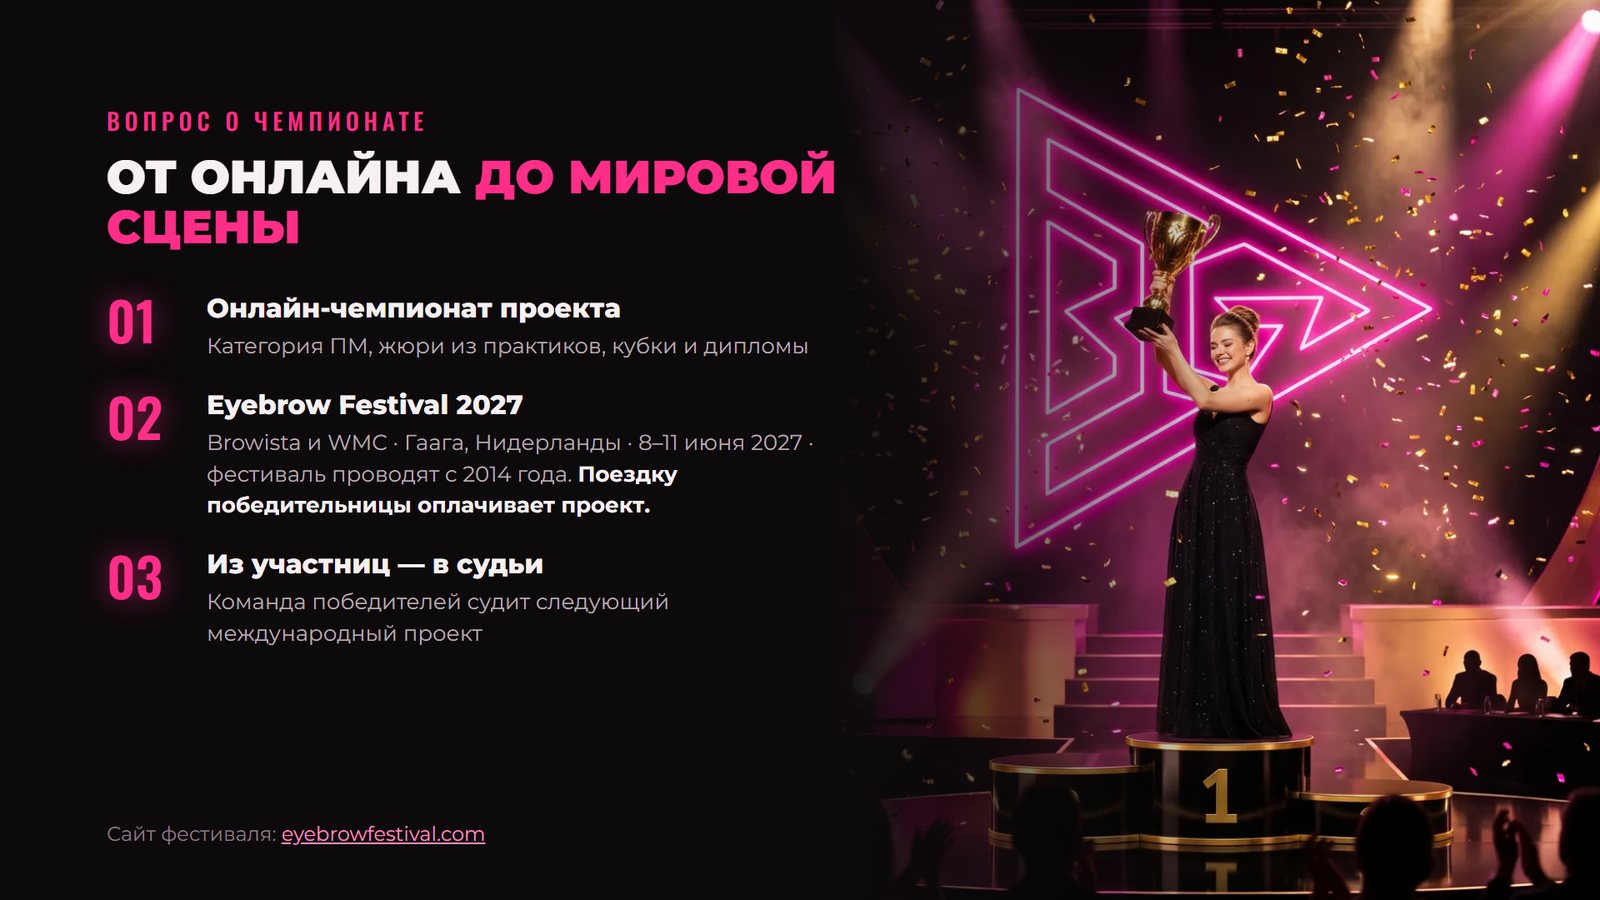 ВОПРОС О ЧЕМПИОНАТЕ
ОТ ОНЛАЙНА ДО МИРОВОЙ
СЦЕНЫ
01
Онлайн-чемпионат проекта
Категория ПМ, жюри из практиков, кубки и дипломы
02
Eyebrow Festival 2027
Browista и WMC · Гаага, Нидерланды · 8–11 июня 2027 ·
фестиваль проводят с 2014 года. Поездку
победительницы оплачивает проект.
03
Из участниц — в судьи
Команда победителей судит следующий
международный проект
Сайт фестиваля: eyebrowfestival.com
1